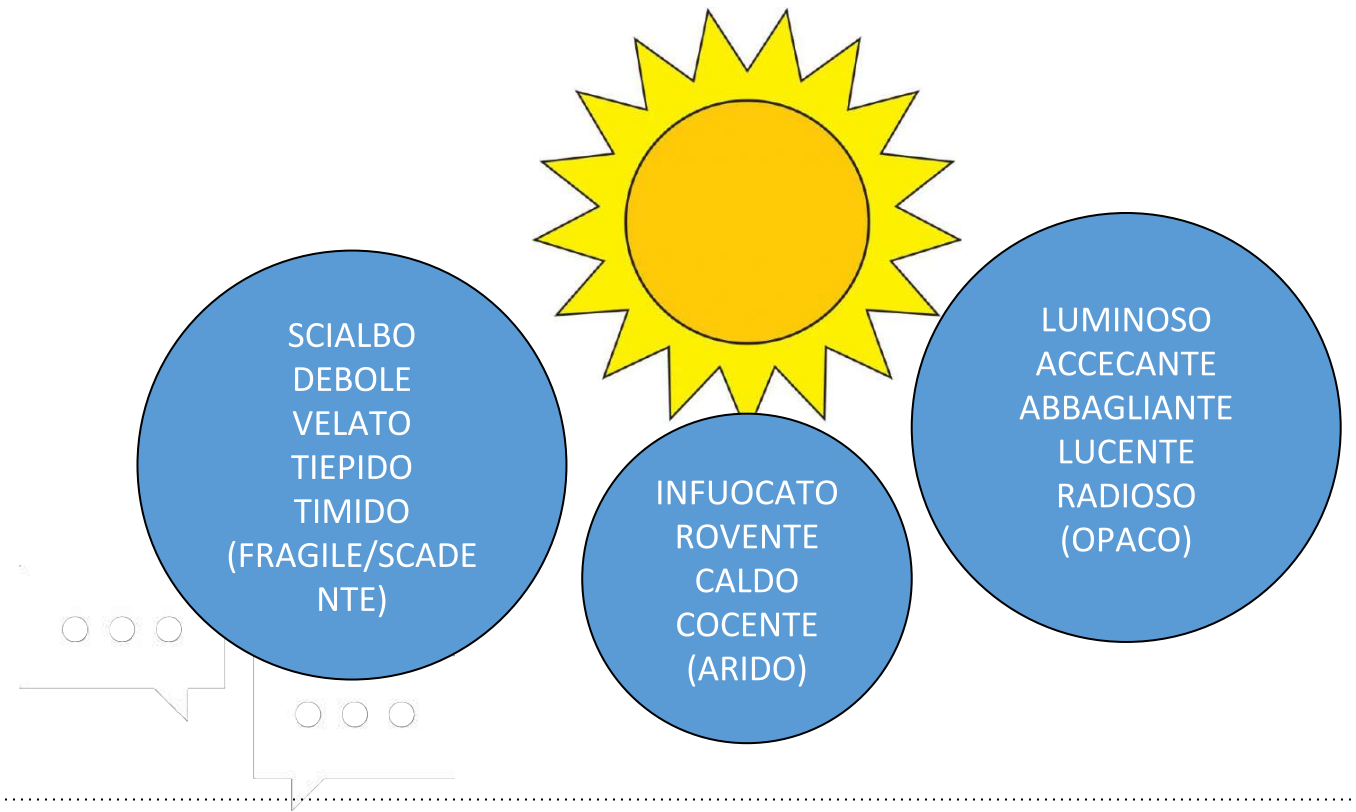 SCIALBO
DEBOLE
VELATO
TIEPIDO
TIMIDO
(FRAGILE/SCADE
NTE)
INFUOCATO
ROVENTE
CALDO
COCENTE
(ARIDO)
LUMINOSO
ACCECANTE
ABBAGLIANTE
LUCENTE
RADIOSO
(OPACO)